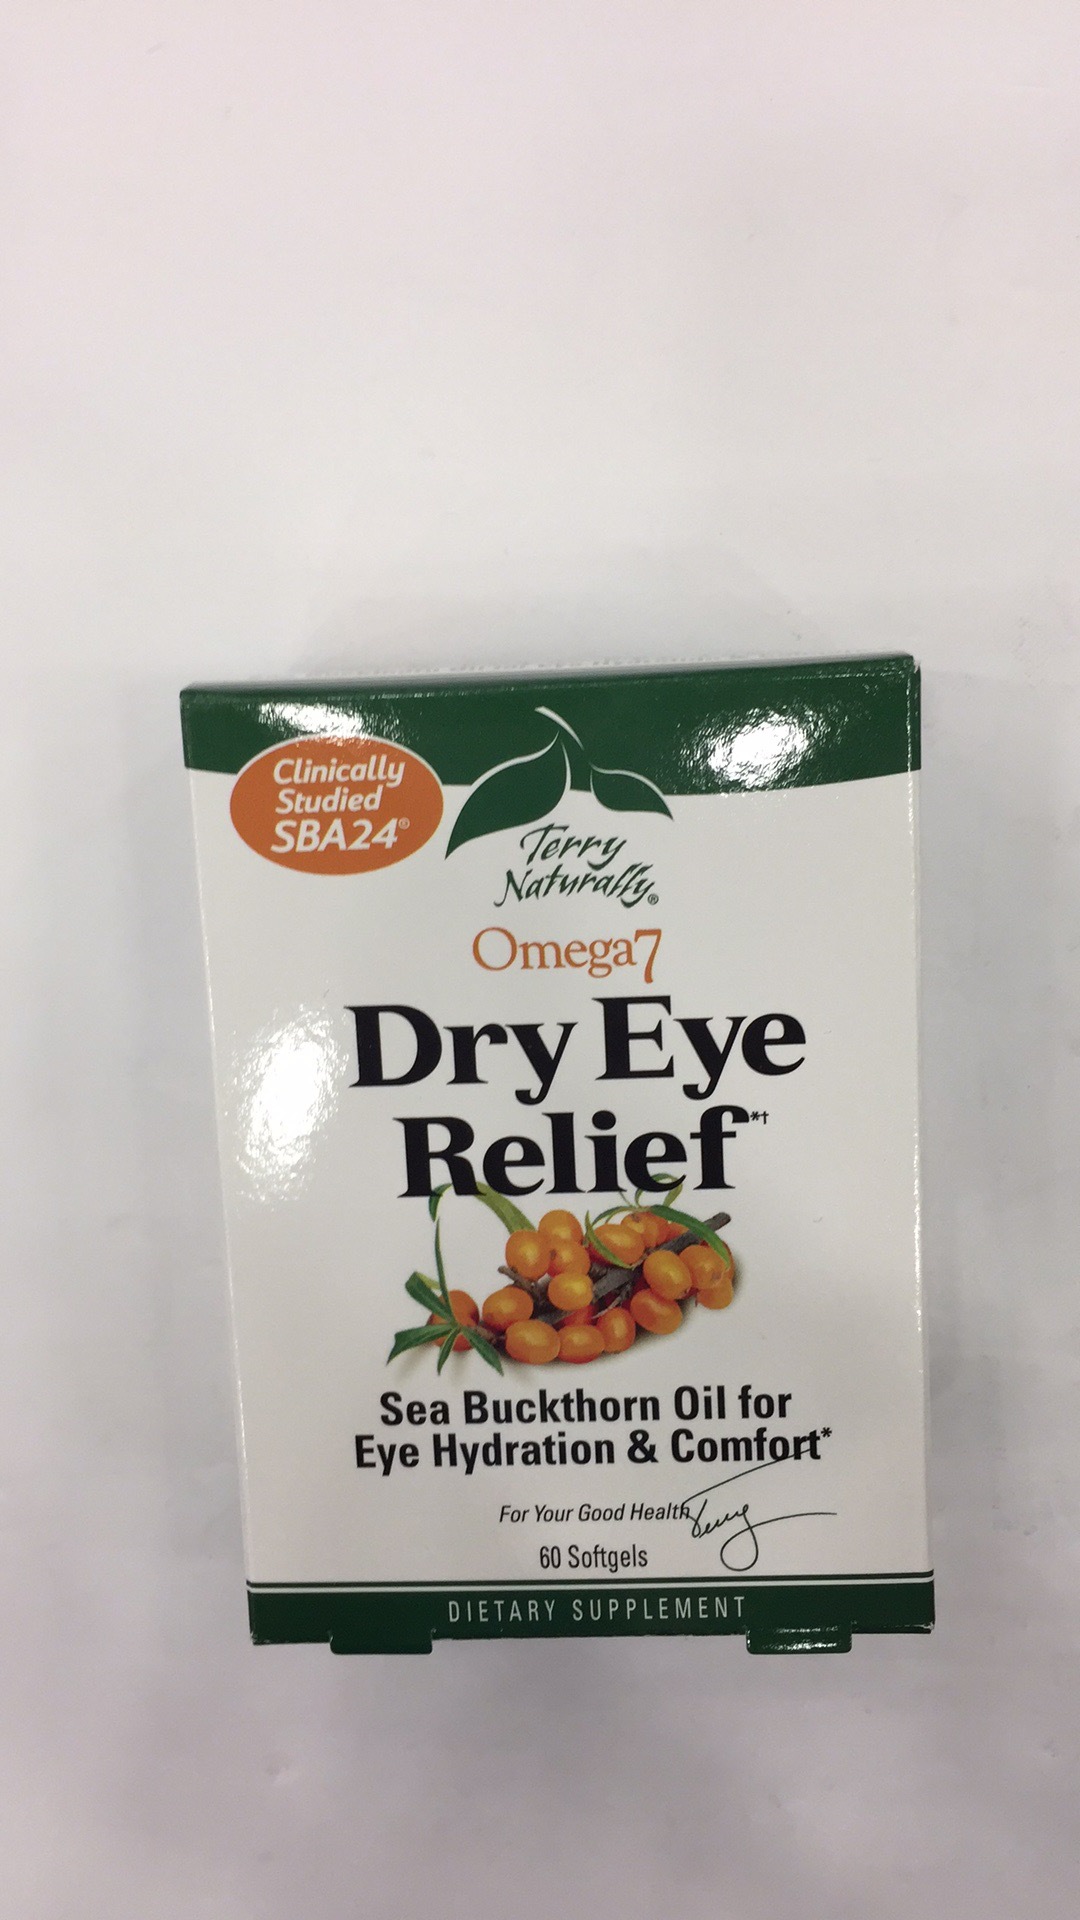 Clinically
Studied
SBA24®
Terry
Naturally®
Omega7
Dry Eye
Relief*†
Sea Buckthorn Oil for
Eye Hydration & Comfort*
For Your Good Health,
Terry
60 Softgels
DIETARY SUPPLEMENT